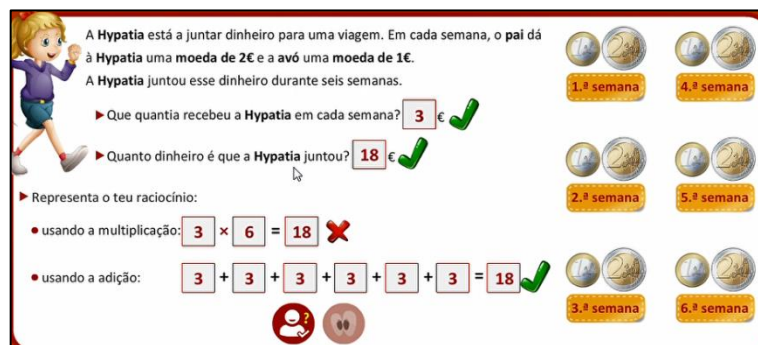 A Hypatia está a juntar dinheiro para uma viagem. Em cada semana, o pai dá
à Hypatia uma moeda de 2€ e a avó uma moeda de 1€.
A Hypatia juntou esse dinheiro durante seis semanas.
▶ Que quantia recebeu a Hypatia em cada semana? 3 €
▶ Quanto dinheiro é que a Hypatia juntou? 18 €
▶ Representa o teu raciocínio:
• usando a multiplicação: 3 × 6 = 18
• usando a adição: 3 + 3 + 3 + 3 + 3 + 3 = 18
1.ª semana
4.ª semana
2.ª semana
5.ª semana
3.ª semana
6.ª semana